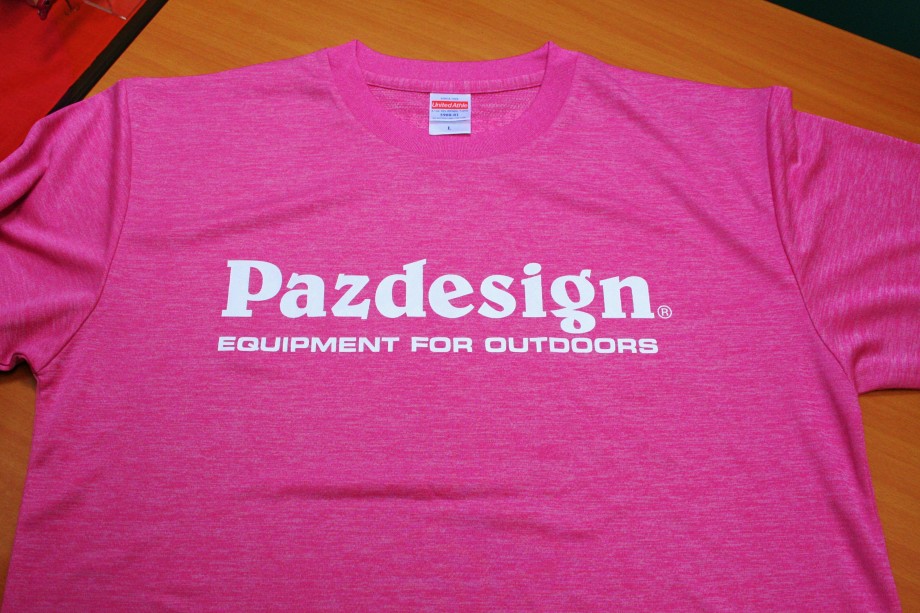 United Athle
L
Pazdesign®
EQUIPMENT FOR OUTDOORS